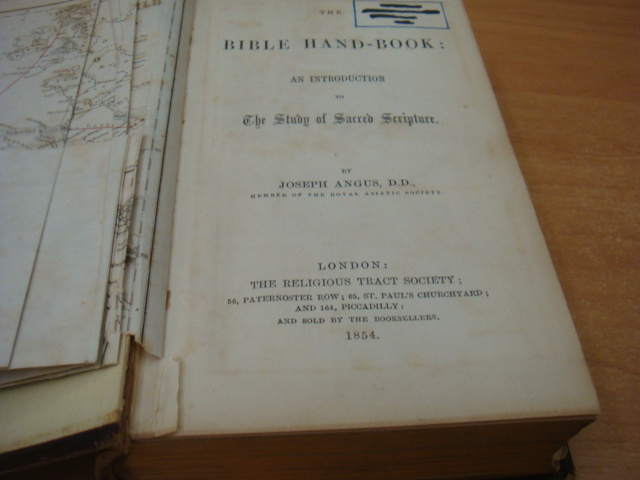 THE
BIBLE HAND-BOOK:
AN INTRODUCTION
TO
The Study of Sacred Scripture.
BY
JOSEPH ANGUS, D.D.,
MEMBER OF THE ROYAL ASIATIC SOCIETY.
LONDON:
THE RELIGIOUS TRACT SOCIETY;
56, PATERNOSTER ROW; 65, ST. PAUL'S CHURCHYARD;
AND 164, PICCADILLY:
AND SOLD BY THE BOOKSELLERS.
1854.